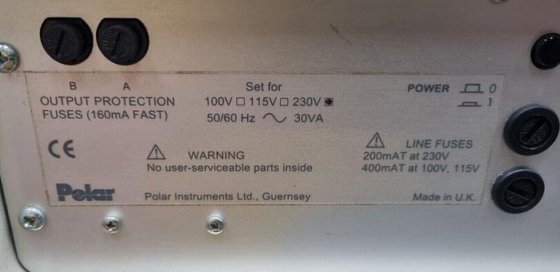 B A
OUTPUT PROTECTION
FUSES (160mA FAST)
Set for
100V □ 115V □ 230V ▣
50/60 Hz ∼ 30VA
POWER 0
1
CE
WARNING
No user-serviceable parts inside
LINE FUSES
200mAT at 230V
400mAT at 100V, 115V
Polar
Polar Instruments Ltd., Guernsey
Made in U.K.